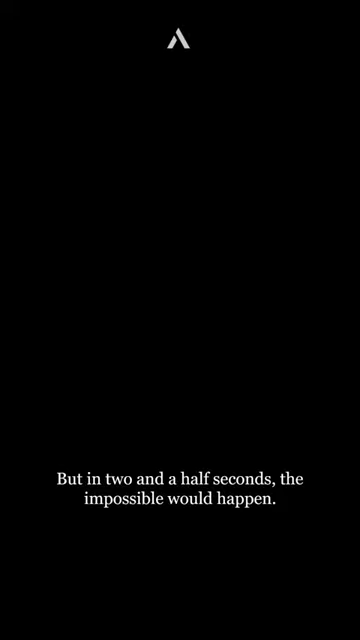 But in two and a half seconds, the
impossible would happen.